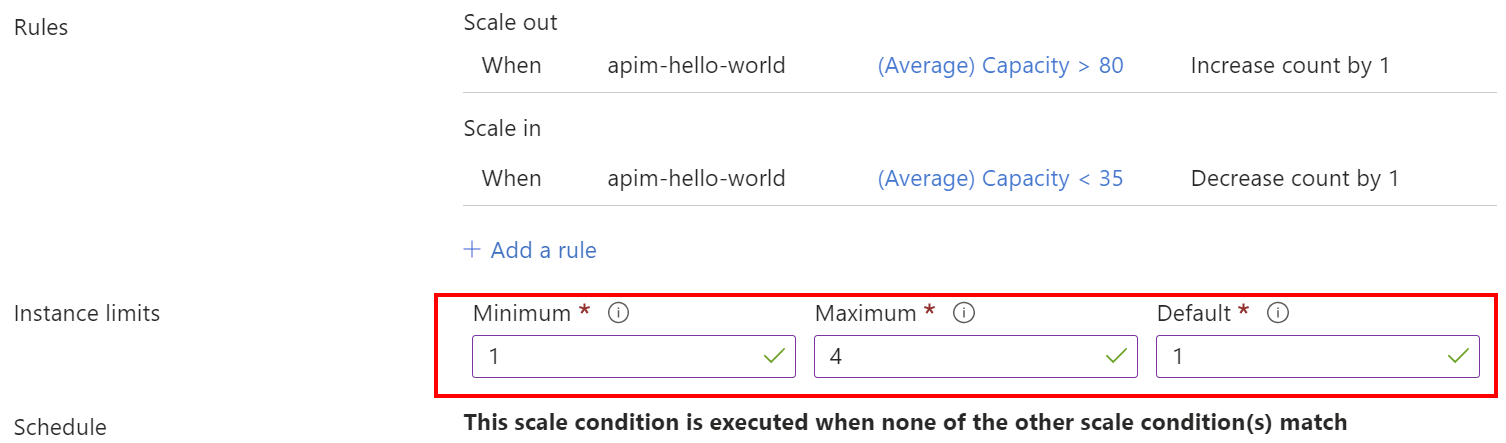 Rules
Scale out
When apim-hello-world (Average) Capacity > 80 Increase count by 1
Scale in
When apim-hello-world (Average) Capacity < 35 Decrease count by 1
+ Add a rule
Instance limits
Minimum * Maximum * Default *
1 4 1
Schedule This scale condition is executed when none of the other scale condition(s) match